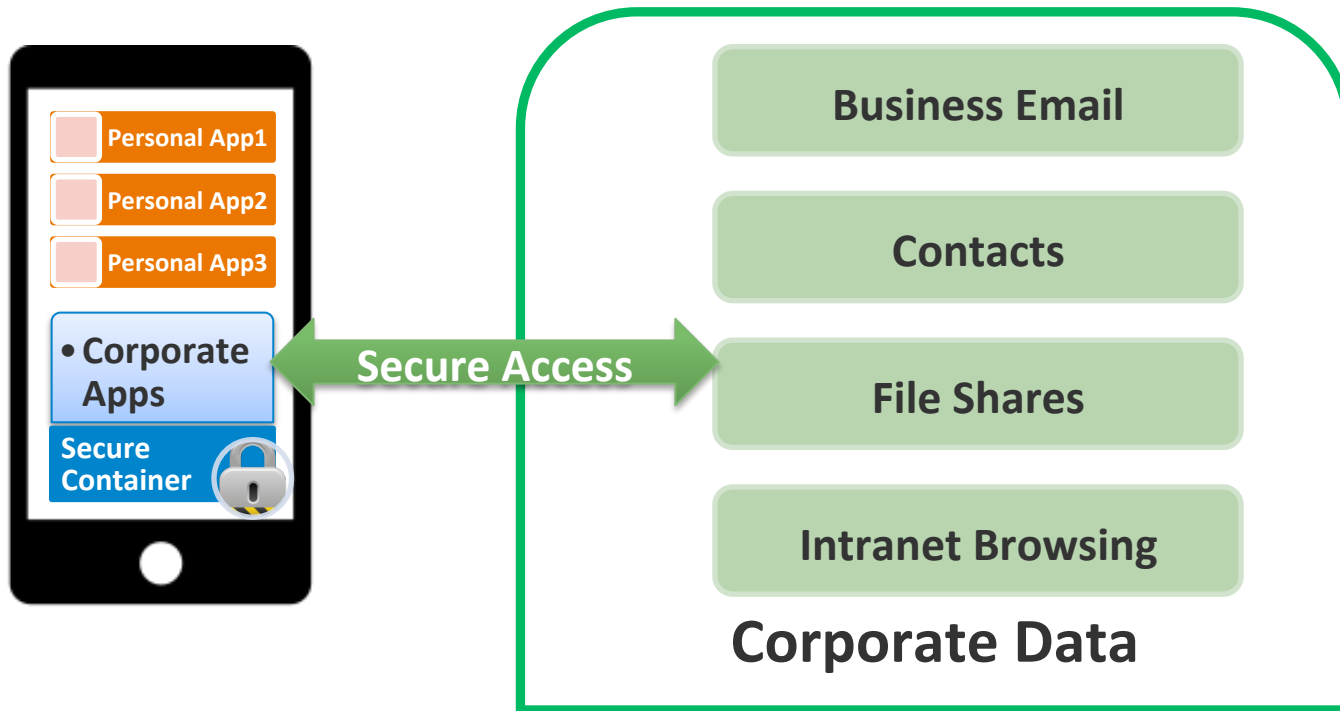 Personal App1
Personal App2
Personal App3
• Corporate
Apps
Secure
Container
Secure Access
Business Email
Contacts
File Shares
Intranet Browsing
Corporate Data